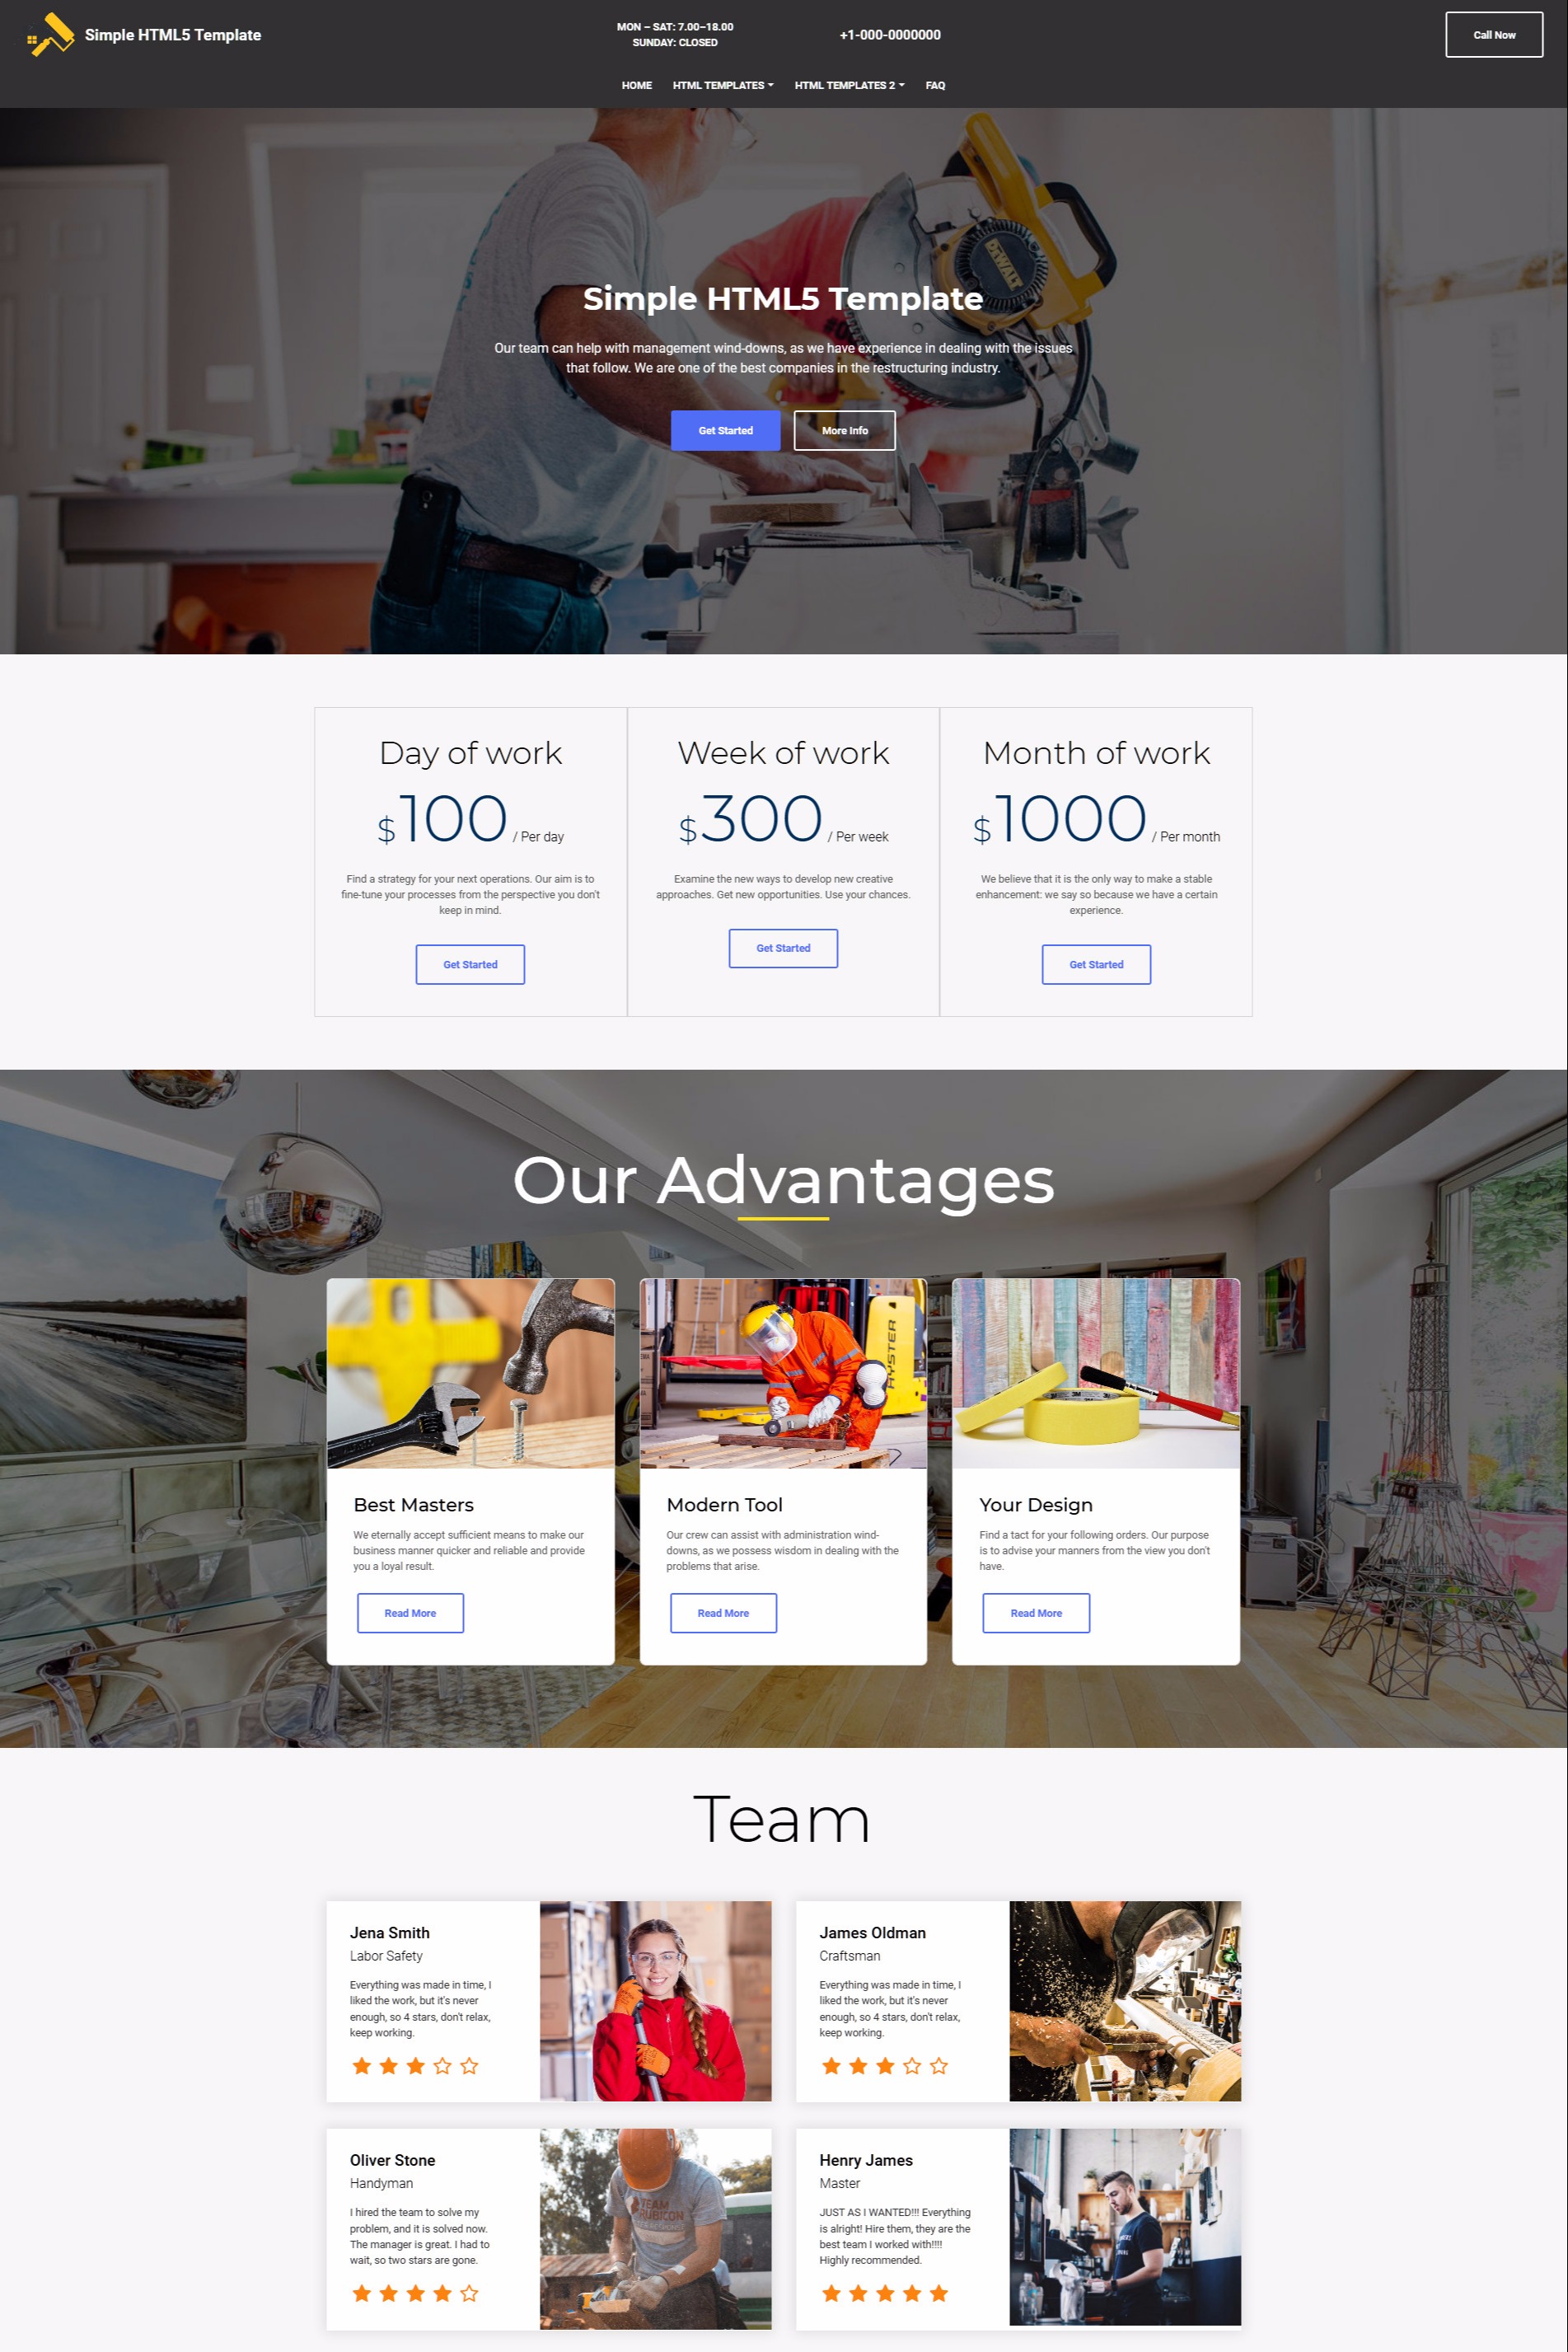 Simple HTML5 Template
MON – SAT: 7.00–18.00
SUNDAY: CLOSED
+1-000-0000000
Call Now
HOME
HTML TEMPLATES
HTML TEMPLATES 2
FAQ
DEWALT
Simple HTML5 Template
Our team can help with management wind-downs, as we have experience in dealing with the issues
that follow. We are one of the best companies in the restructuring industry.
Get Started
More Info
Day of work
$100 / Per day
Find a strategy for your next operations. Our aim is to
fine-tune your processes from the perspective you don't
keep in mind.
Get Started
Week of work
$300 / Per week
Examine the new ways to develop new creative
approaches. Get new opportunities. Use your chances.
Get Started
Month of work
$1000 / Per month
We believe that it is the only way to make a stable
enhancement: we say so because we have a certain
experience.
Get Started
Our Advantages
HYSTER
3M
Best Masters
We eternally accept sufficient means to make our
business manner quicker and reliable and provide
you a loyal result.
Read More
Modern Tool
Our crew can assist with administration wind-
downs, as we possess wisdom in dealing with the
problems that arise.
Read More
Your Design
Find a tact for your following orders. Our purpose
is to advise your manners from the view you don't
have.
Read More
Team
Jena Smith
Labor Safety
Everything was made in time, I
liked the work, but it's never
enough, so 4 stars, don't relax,
keep working.
James Oldman
Craftsman
Everything was made in time, I
liked the work, but it's never
enough, so 4 stars, don't relax,
keep working.
Oliver Stone
Handyman
I hired the team to solve my
problem, and it is solved now.
The manager is great. I had to
wait, so two stars are gone.
TEAM
RUBICON
Henry James
Master
JUST AS I WANTED!!! Everything
is alright! Hire them, they are the
best team I worked with!!!!
Highly recommended.